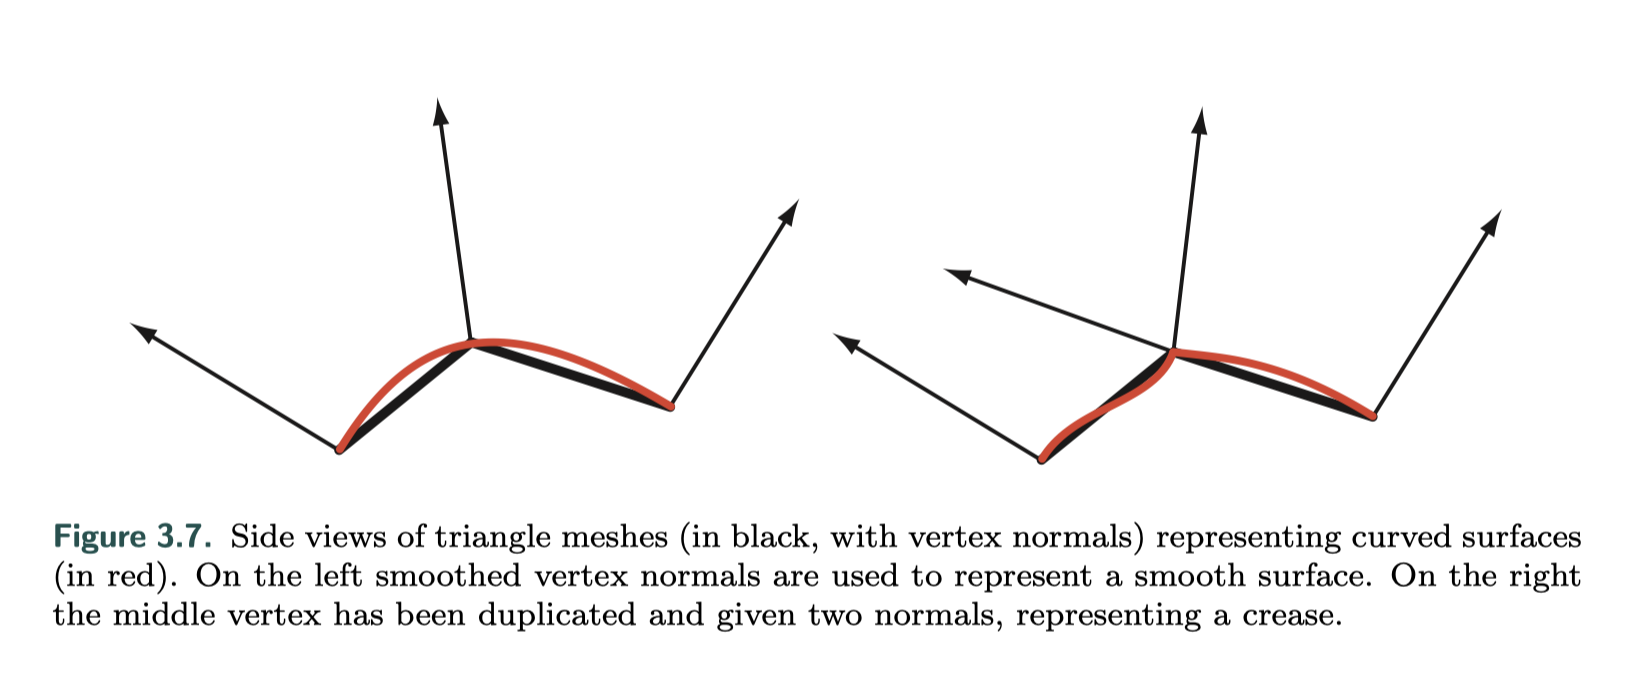 Figure 3.7. Side views of triangle meshes (in black, with vertex normals) representing curved surfaces
(in red). On the left smoothed vertex normals are used to represent a smooth surface. On the right
the middle vertex has been duplicated and given two normals, representing a crease.